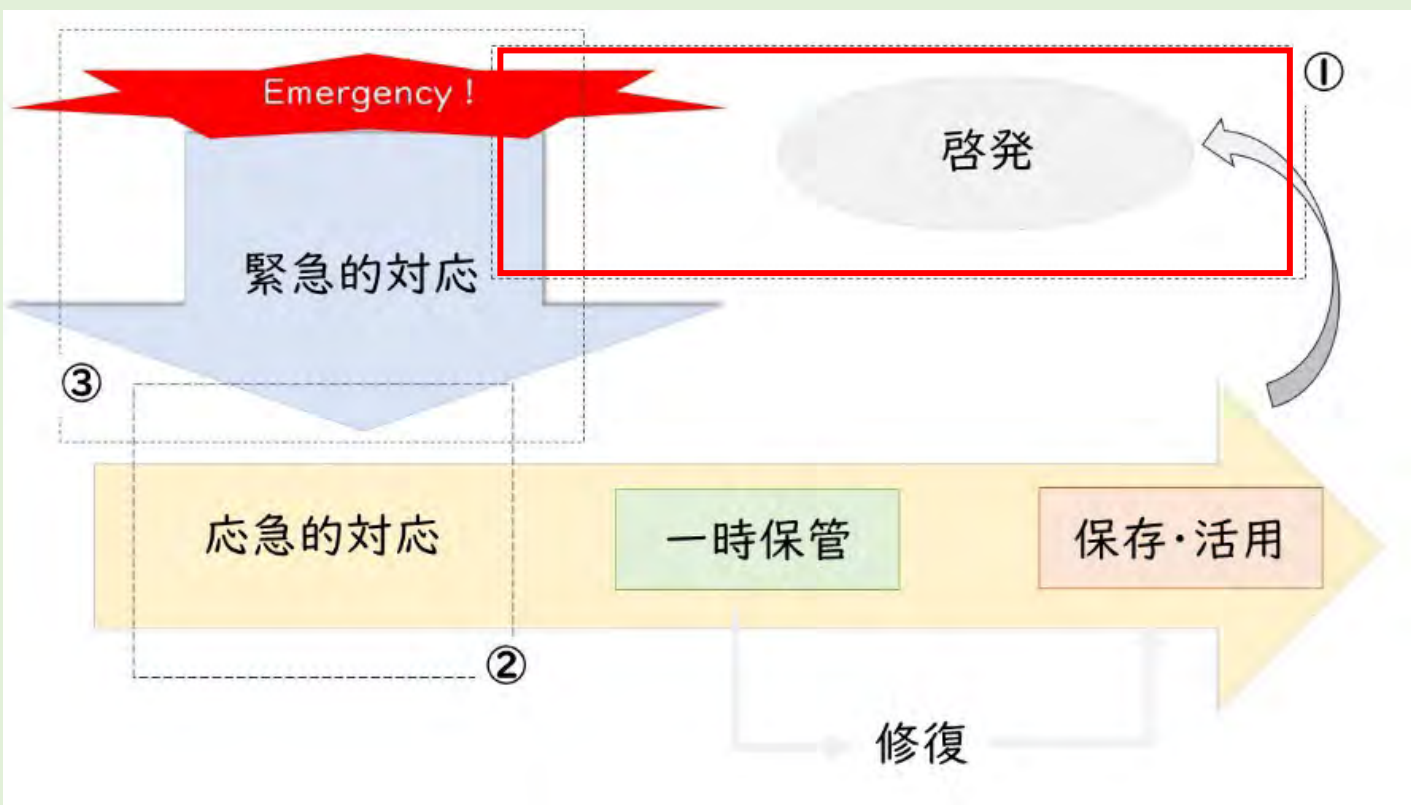 Emergency!
啓発
①
緊急的対応
③
応急的対応
一時保管
保存・活用
②
修復